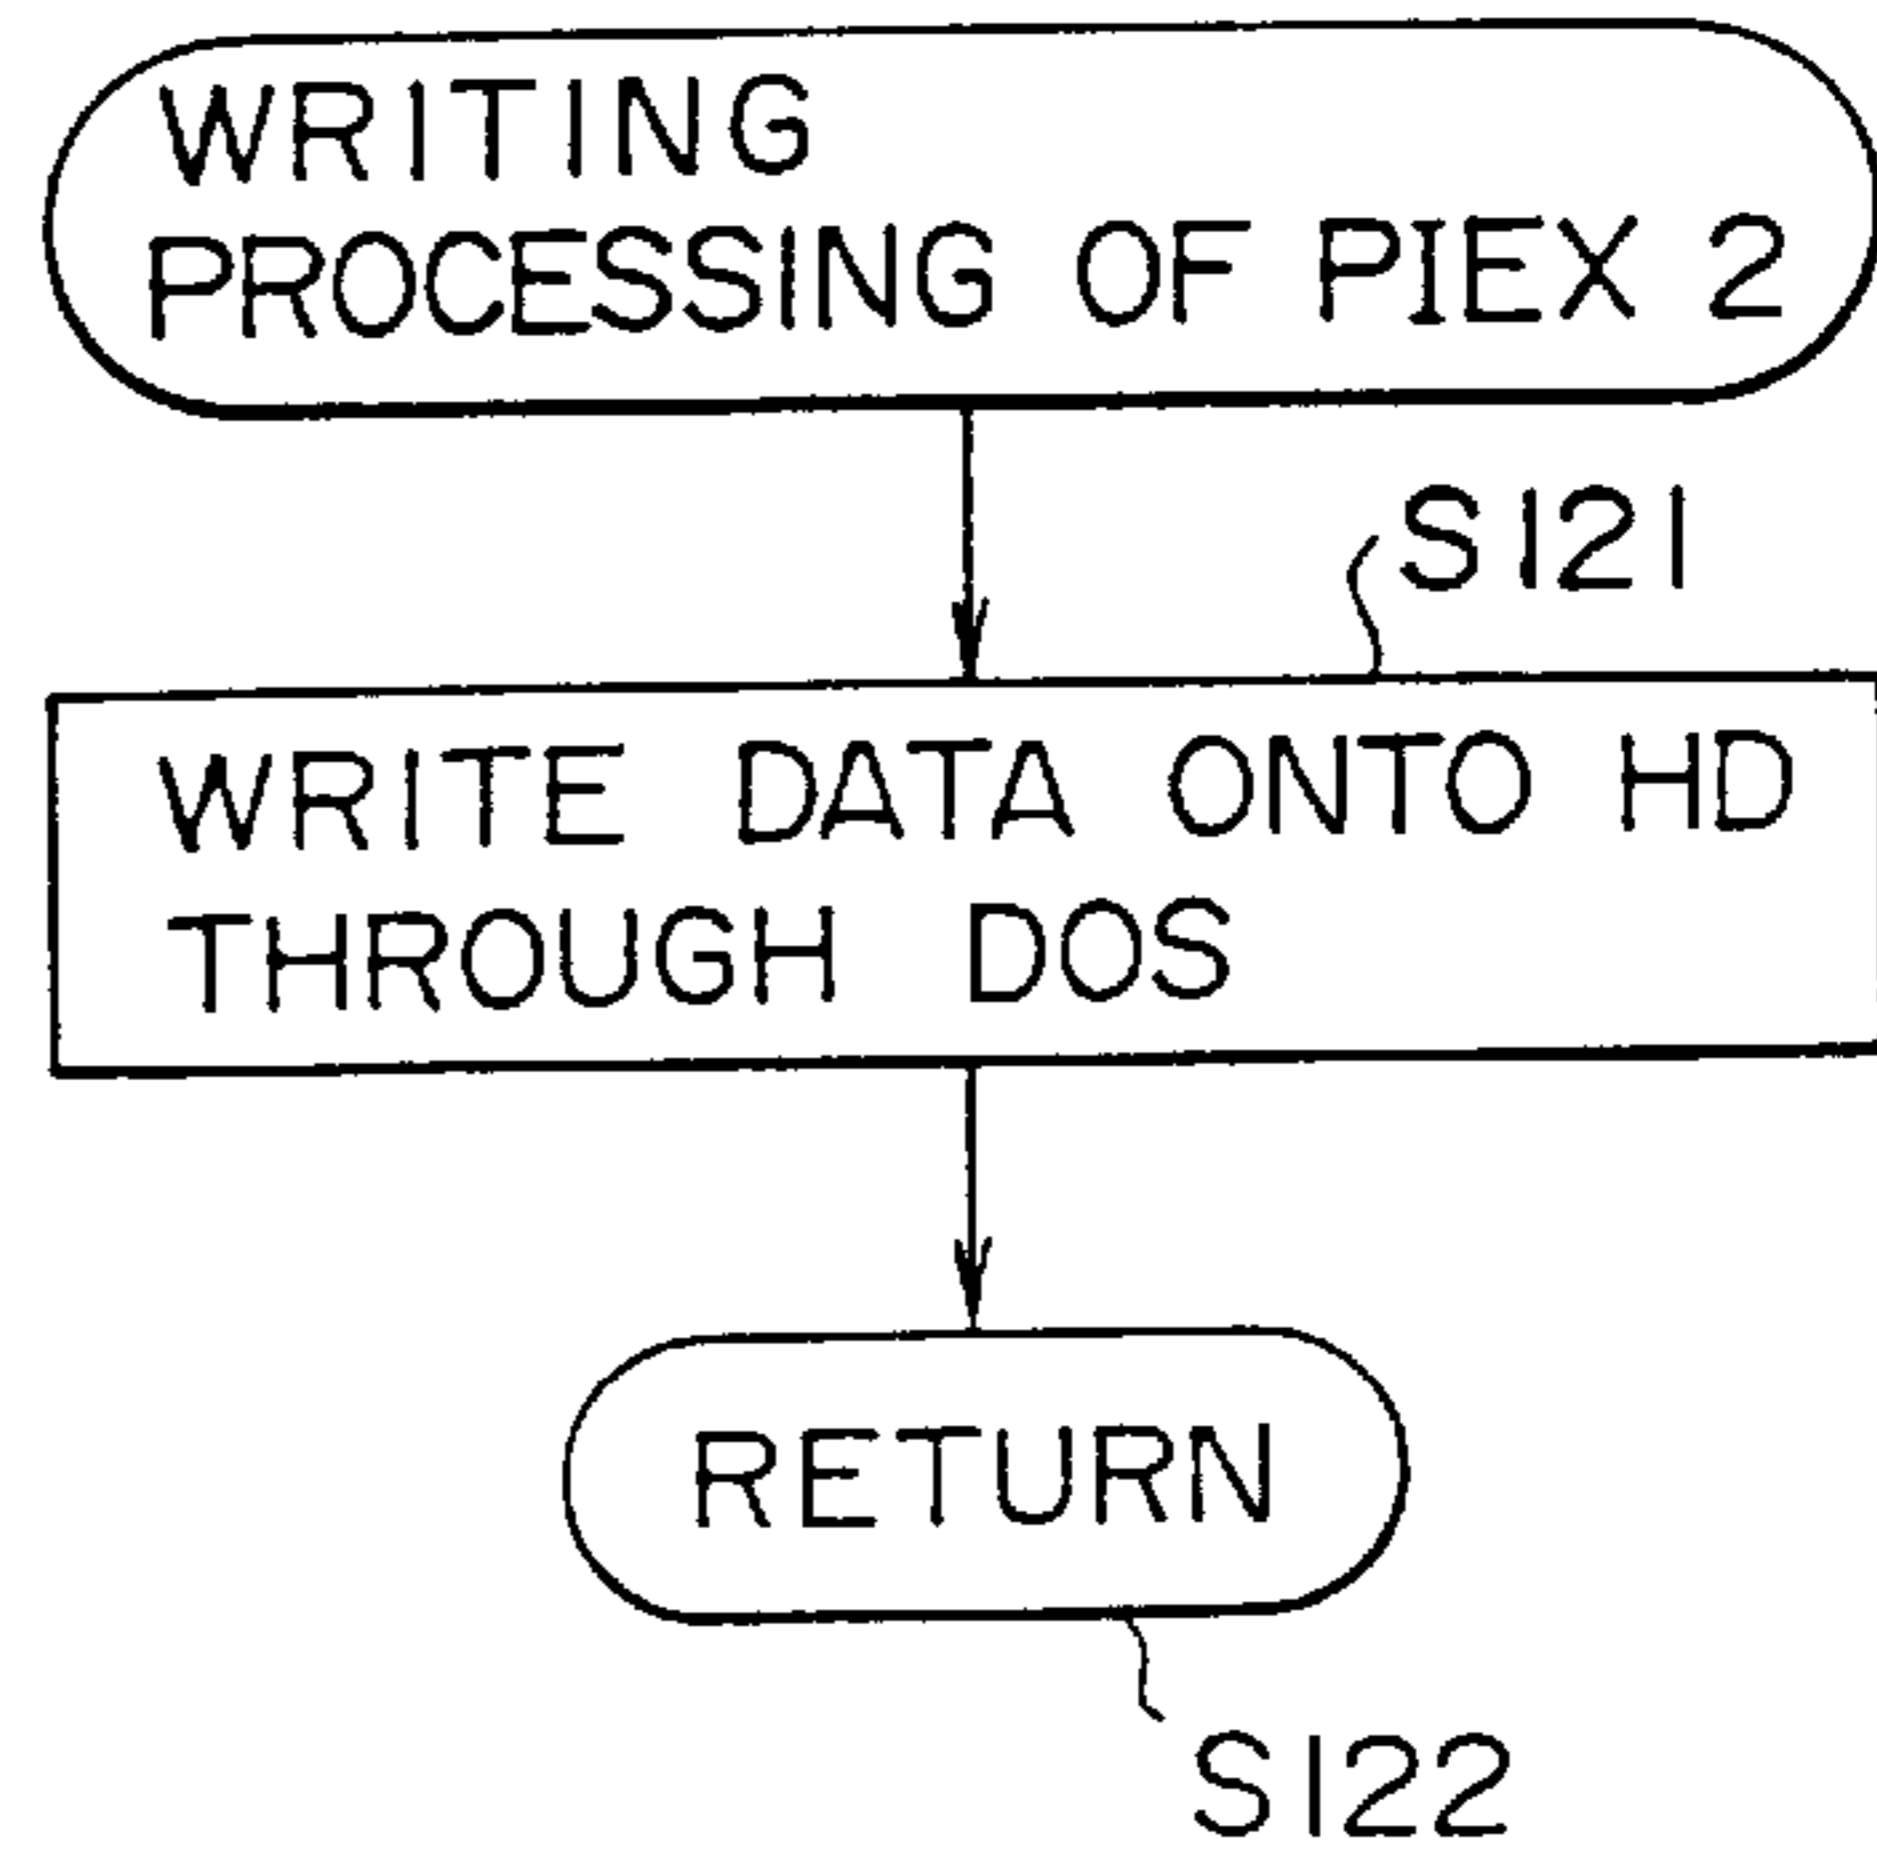 WRITING
PROCESSING OF PIEX 2
S121
WRITE DATA ONTO HD
THROUGH DOS
RETURN
S122